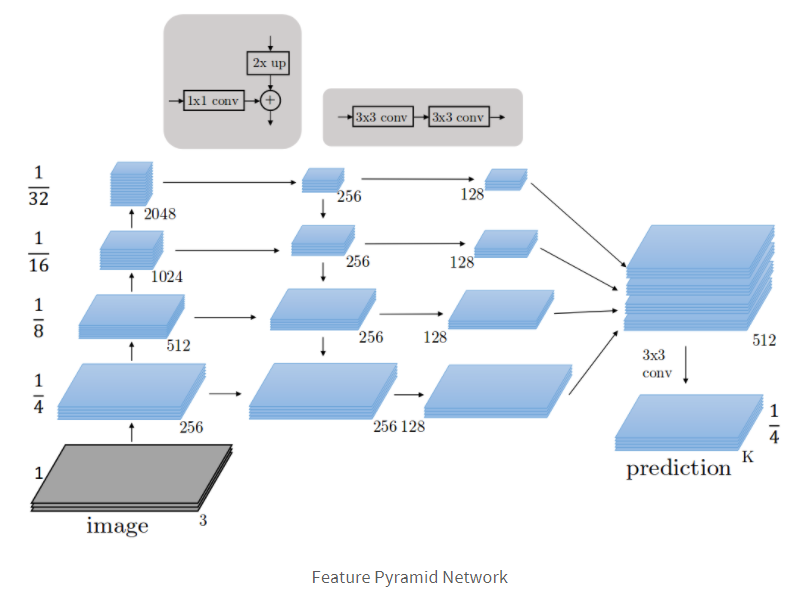 2x up
1x1 conv
+
3x3 conv
3x3 conv
1
32
2048
256
128
1
16
1024
256
128
1
8
512
256
128
512
3x3
conv
1
4
256
256
128
1
4
K
prediction
1
3
image
Feature Pyramid Network